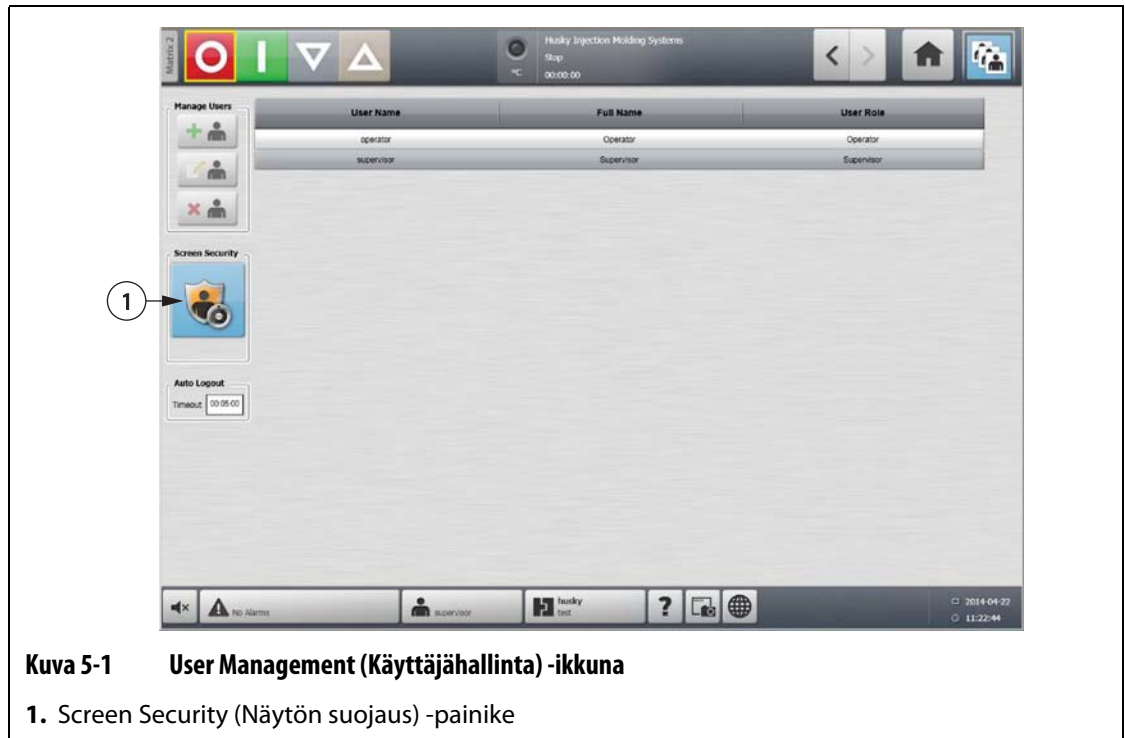 Matrix 2
Husky Injection Molding Systems
Stop
°C 00:00:00
Manage Users
User Name Full Name User Role
operator Operator Operator
supervisor Supervisor Supervisor
Screen Security
1
Auto Logout
Timeout 00:05:00
No Alarms
supervisor
husky
test
?
2014-04-22
11:22:44
Kuva 5-1 User Management (Käyttäjähallinta) -ikkuna
1. Screen Security (Näytön suojaus) -painike